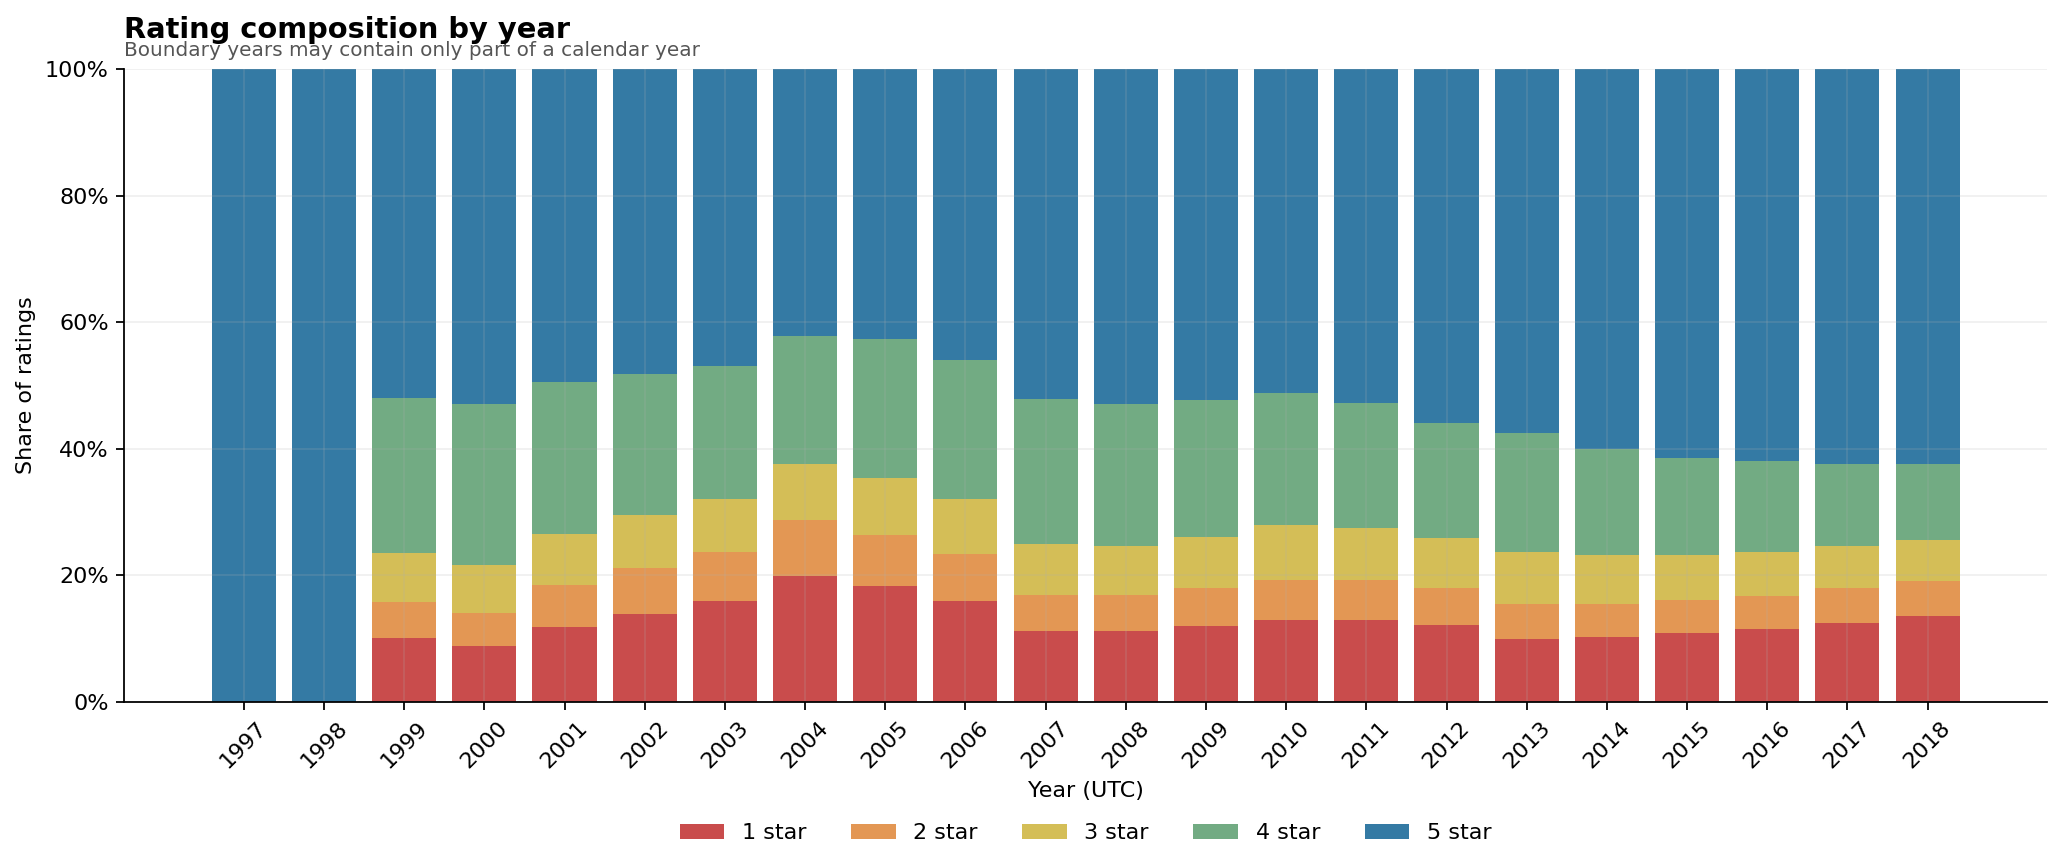 Rating composition by year
Boundary years may contain only part of a calendar year
100%
80%
60%
40%
20%
0%
Share of ratings
1997 1998 1999 2000 2001 2002 2003 2004 2005 2006 2007 2008 2009 2010 2011 2012 2013 2014 2015 2016 2017 2018
Year (UTC)
1 star 2 star 3 star 4 star 5 star